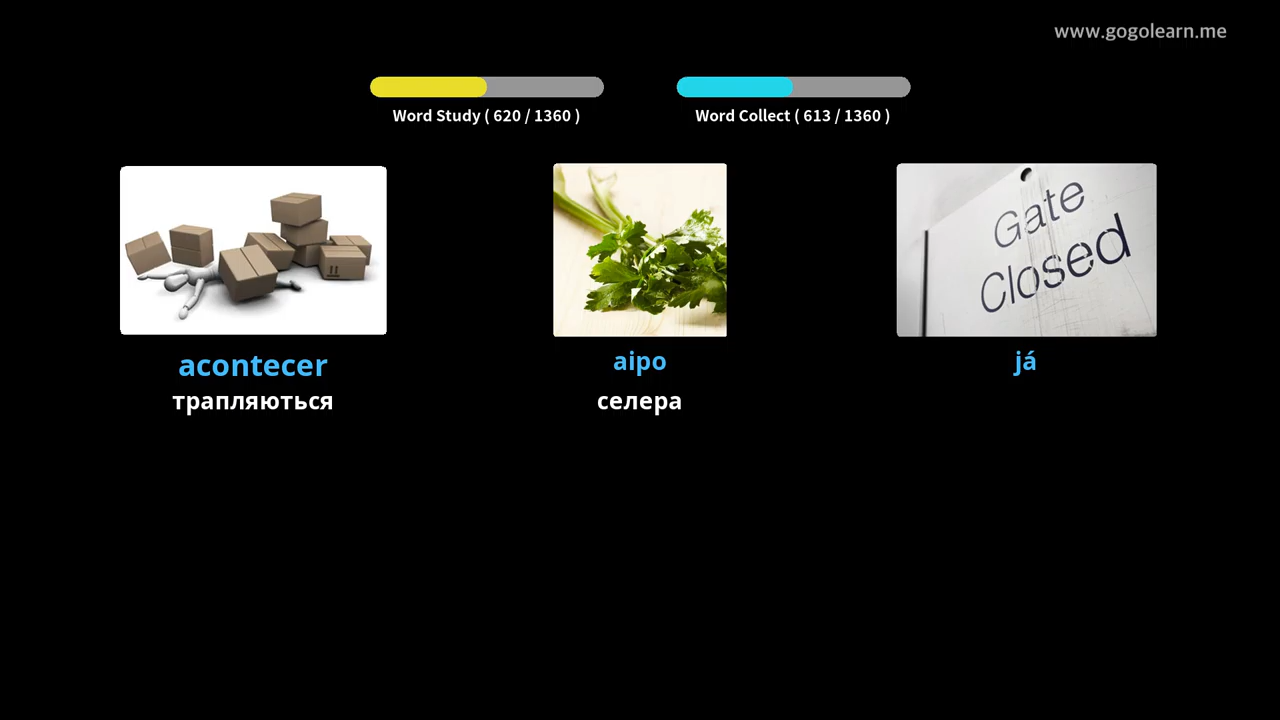 www.gogolearn.me
Word Study ( 620 / 1360 )
Word Collect ( 613 / 1360 )
Gate
Closed
acontecer
трапляються
aipo
селера
já